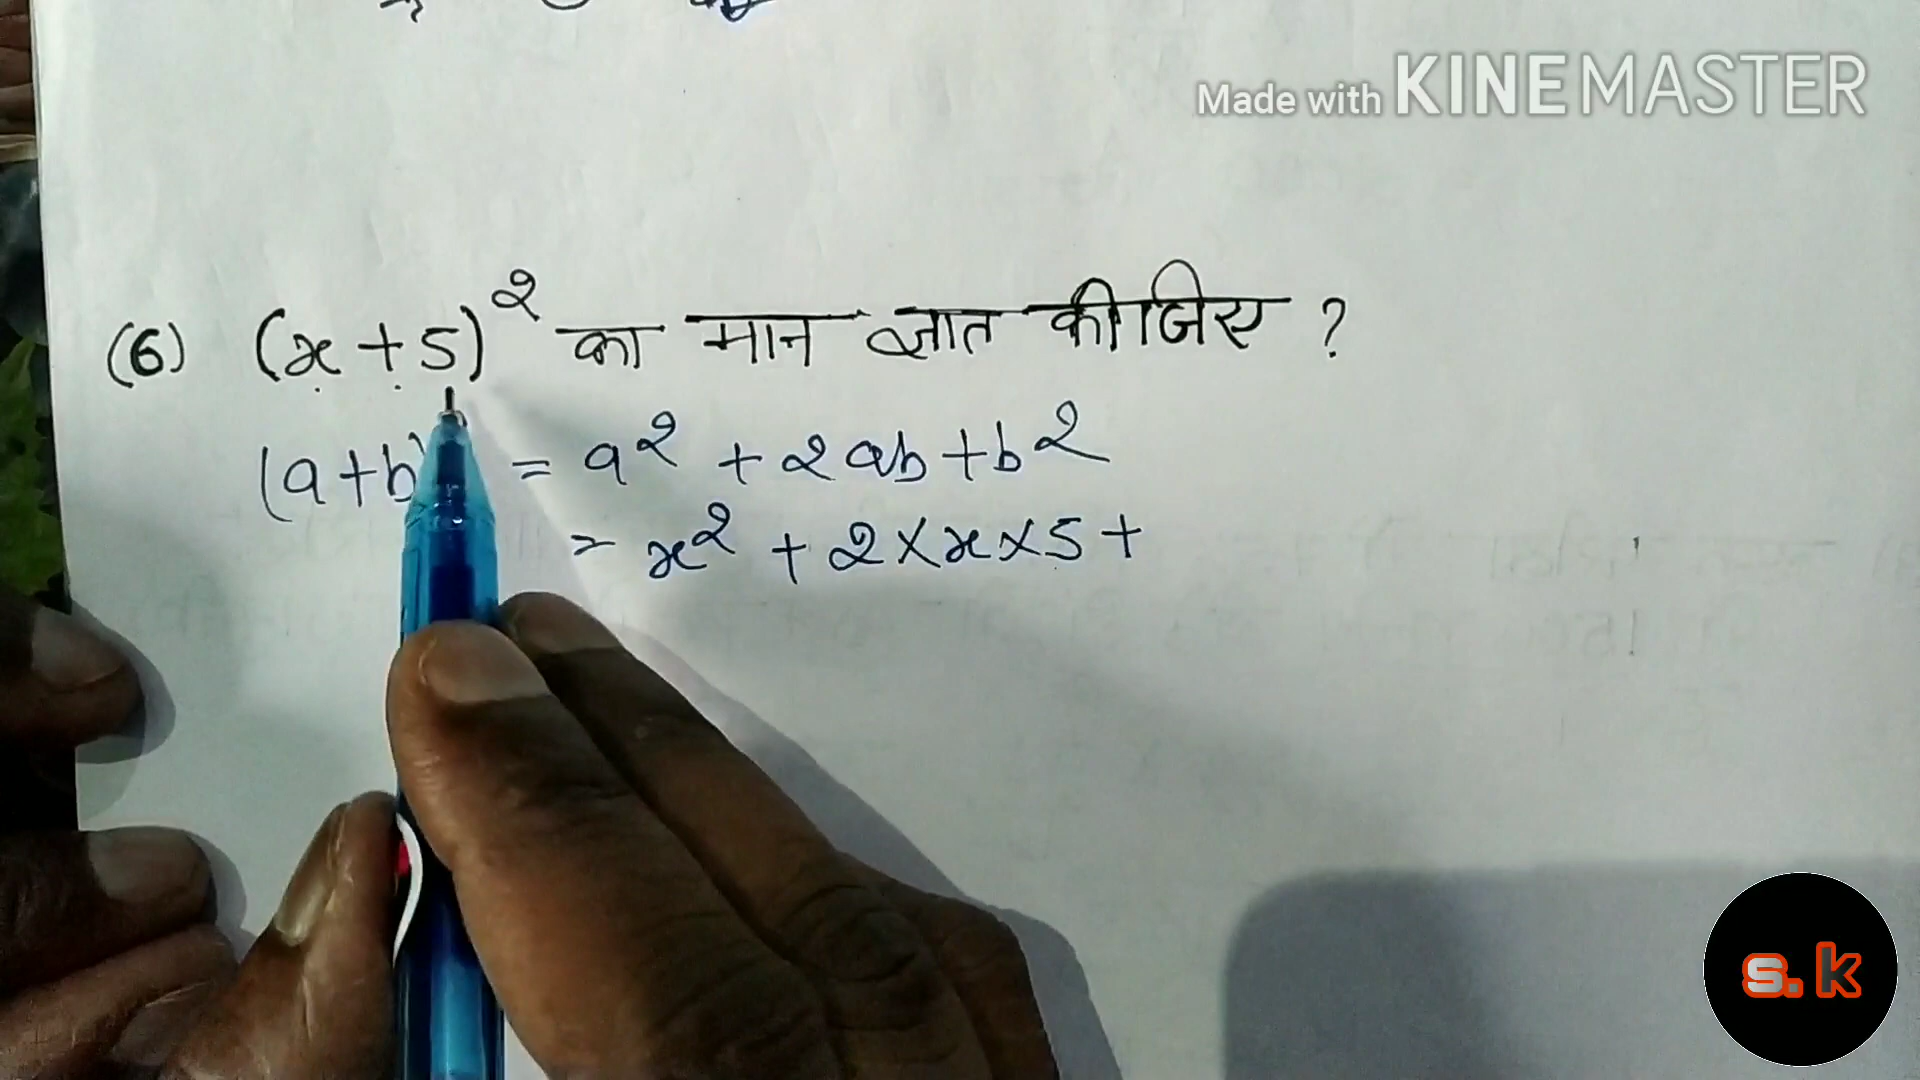 Made with KINEMASTER
(6) (x + 5)² का मान ज्ञात कीजिए ?
(a+b) = a² + 2ab + b²
= x² + 2 × x × 5 +
s. k